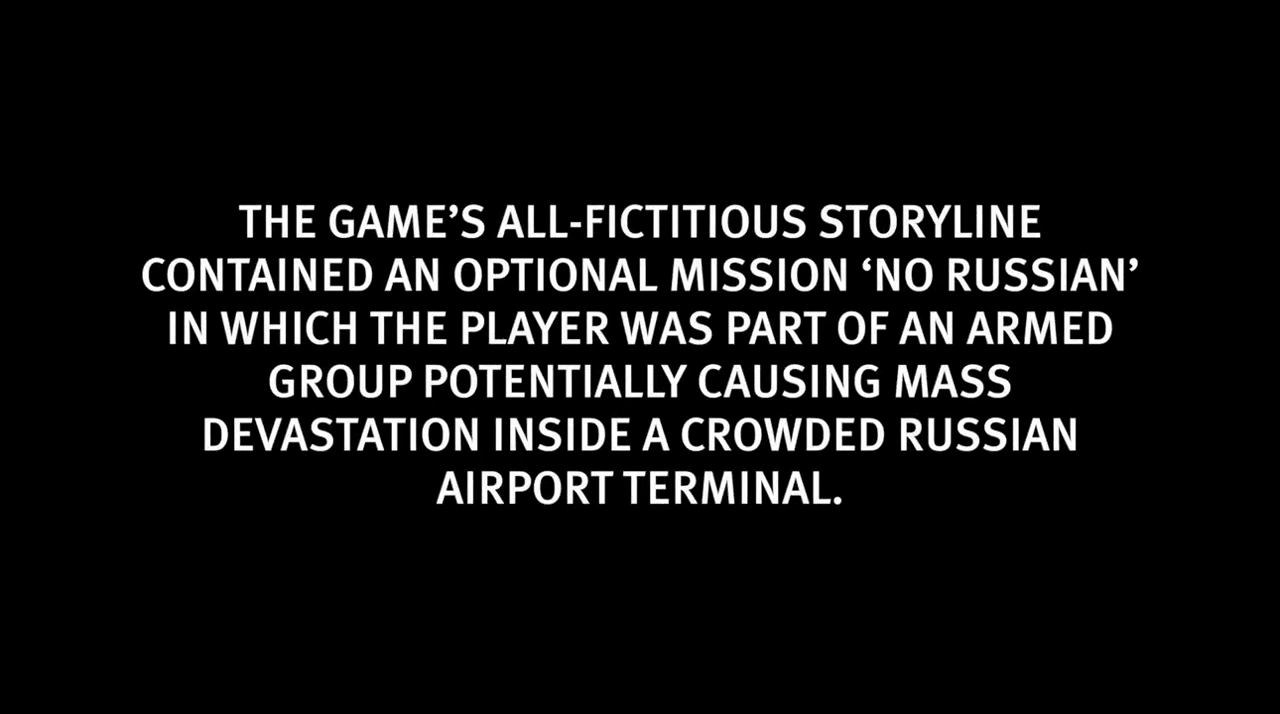 THE GAME’S ALL-FICTITIOUS STORYLINE
CONTAINED AN OPTIONAL MISSION ‘NO RUSSIAN’
IN WHICH THE PLAYER WAS PART OF AN ARMED
GROUP POTENTIALLY CAUSING MASS
DEVASTATION INSIDE A CROWDED RUSSIAN
AIRPORT TERMINAL.